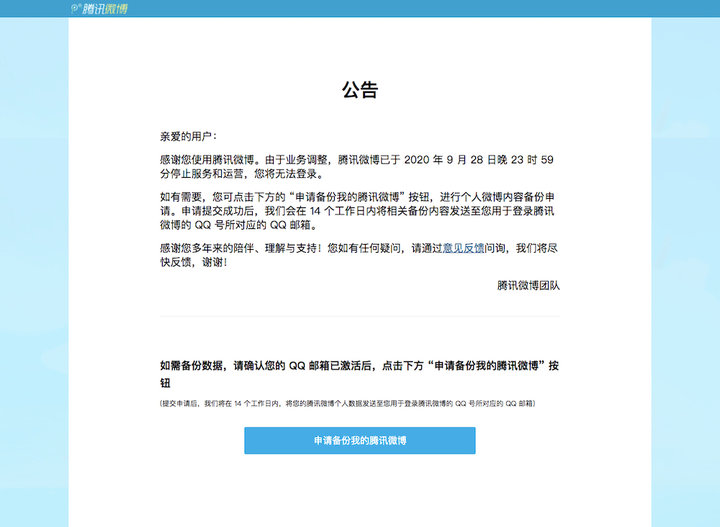 腾讯微博
公告
亲爱的用户：
感谢您使用腾讯微博。由于业务调整，腾讯微博已于 2020 年 9 月 28 日晚 23 时 59
分停止服务和运营，您将无法登录。
如有需要，您可点击下方的“申请备份我的腾讯微博”按钮，进行个人微博内容备份申
请。申请提交成功后，我们会在 14 个工作日内将相关备份内容发送至您用于登录腾讯
微博的 QQ 号所对应的 QQ 邮箱。
感谢您多年来的陪伴、理解与支持！您如有任何疑问，请通过意见反馈问询，我们将尽
快反馈，谢谢！
腾讯微博团队
如需备份数据，请确认您的 QQ 邮箱已激活后，点击下方“申请备份我的腾讯微博”按
钮
(提交申请后，我们将在 14 个工作日内，将您的腾讯微博个人数据发送至您用于登录腾讯微博的 QQ 号所对应的 QQ 邮箱)
申请备份我的腾讯微博